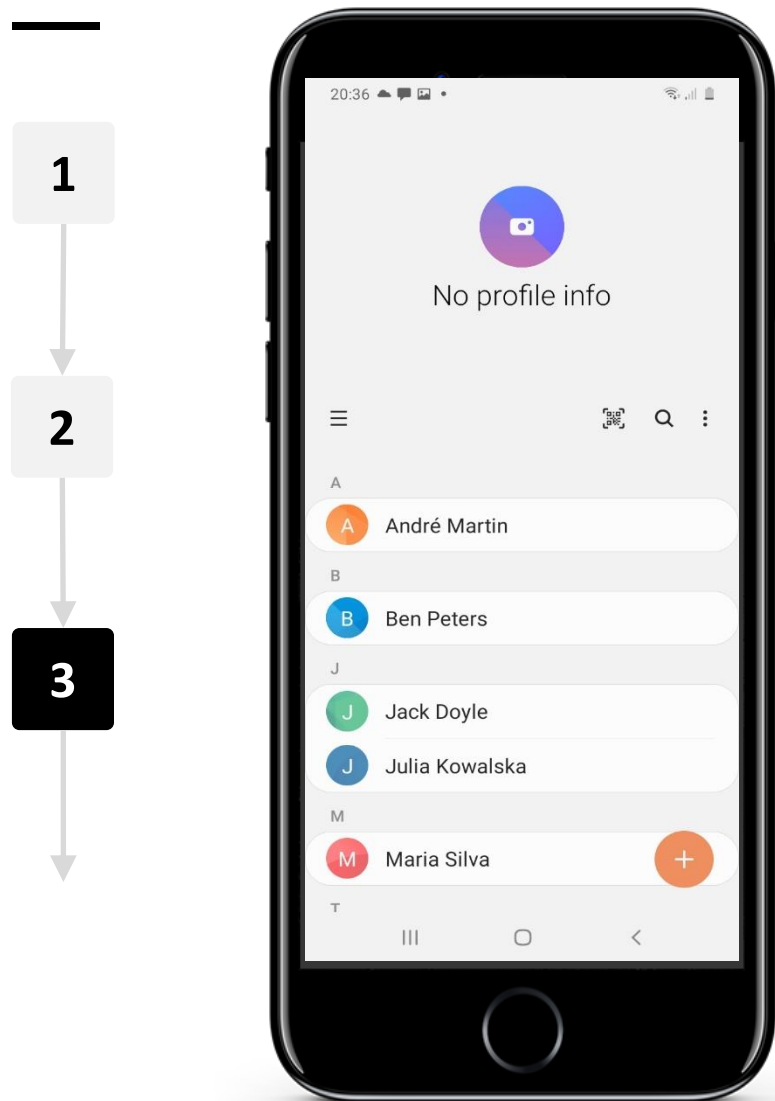 1
2
3
20:36
No profile info
A
A André Martin
B
B Ben Peters
J
J Jack Doyle
J Julia Kowalska
M
M Maria Silva
T